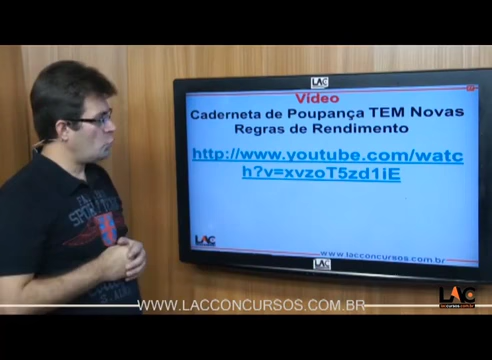 LAC
Vídeo
Caderneta de Poupança TEM Novas
Regras de Rendimento
http://www.youtube.com/watc
h?v=xvzoT5zd1iE
LAC
www.lacconcursos.com.br
LAC
SPORT
WWW.LACCONCURSOS.COM.BR
LAC